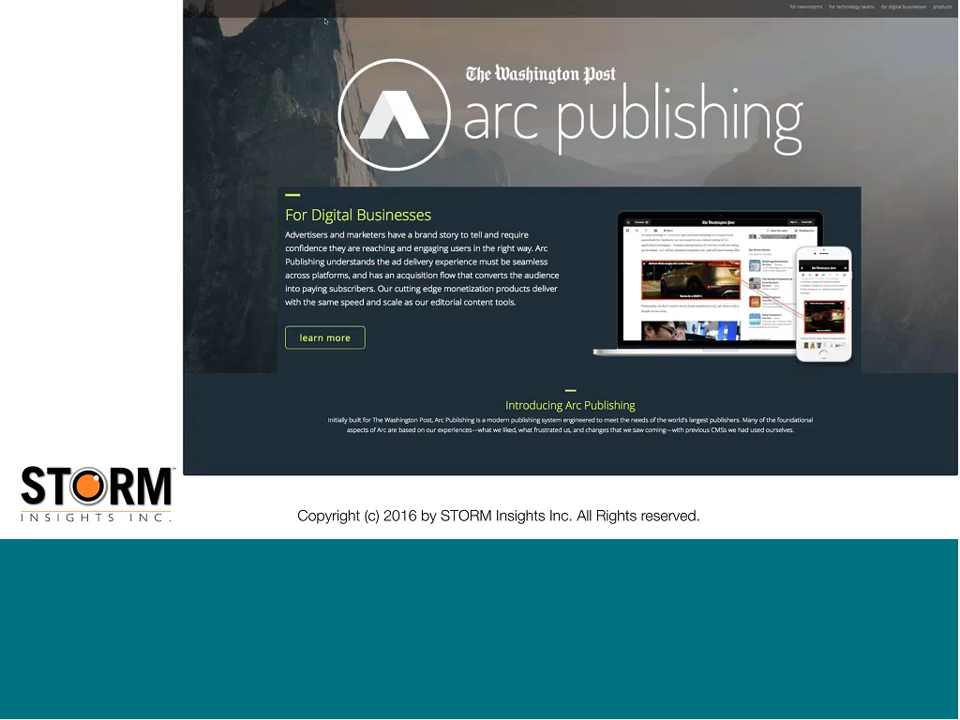 for newsrooms for technology teams for digital businesses products
The Washington Post
arc publishing
For Digital Businesses
Advertisers and marketers have a brand story to tell and require
confidence they are reaching and engaging users in the right way. Arc
Publishing understands the ad delivery experience must be seamless
across platforms, and has an acquisition flow that converts the audience
into paying subscribers. Our cutting edge monetization products deliver
with the same speed and scale as our editorial content tools.
learn more
The Washington Post
Introducing Arc Publishing
Initially built for The Washington Post, Arc Publishing is a modern publishing system engineered to meet the needs of the world's largest publishers. Many of the foundational
aspects of Arc are based on our experiences—what we liked, what frustrated us, and changes that we saw coming—with previous CMSs we had used ourselves.
STORM
INSIGHTS INC.
Copyright (c) 2016 by STORM Insights Inc. All Rights reserved.